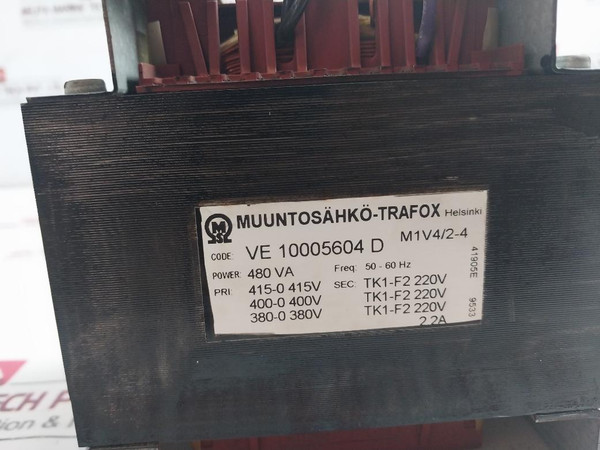 MUUNTOSÄHKÖ-TRAFOX Helsinki
CODE: VE 10005604 D M1V4/2-4
POWER: 480 VA Freq: 50 - 60 Hz
PRI: 415-0 415V SEC: TK1-F2 220V
400-0 400V TK1-F2 220V
380-0 380V TK1-F2 220V
2.2A
41905E 9533